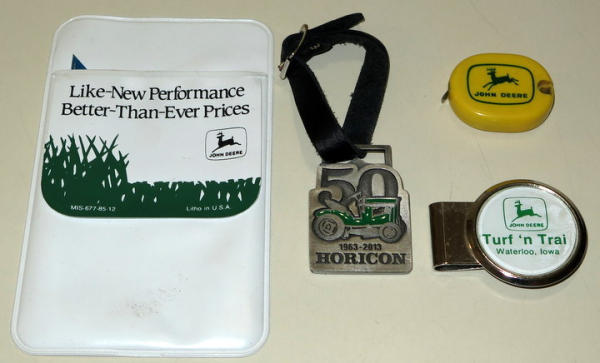 Like-New Performance
Better-Than-Ever Prices
JOHN DEERE
MIS-677-85-12
Litho in U.S.A.
50
1963-2013
HORICON
JOHN DEERE
JOHN DEERE
Turf 'n Trai
Waterloo, Iowa